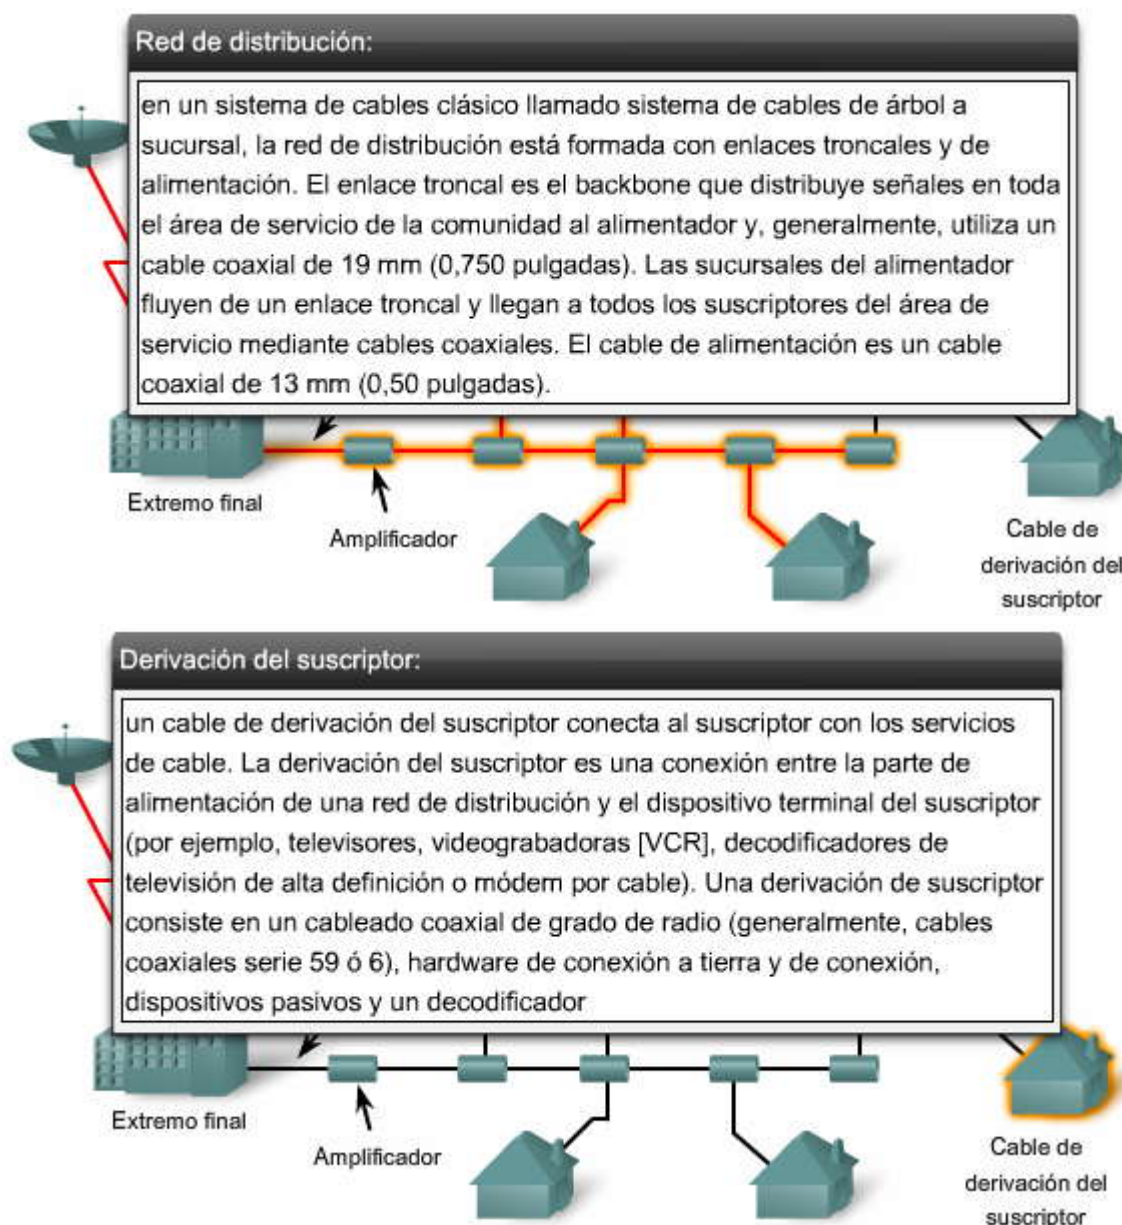 Red de distribución:
en un sistema de cables clásico llamado sistema de cables de árbol a
sucursal, la red de distribución está formada con enlaces troncales y de
alimentación. El enlace troncal es el backbone que distribuye señales en toda
el área de servicio de la comunidad al alimentador y, generalmente, utiliza un
cable coaxial de 19 mm (0,750 pulgadas). Las sucursales del alimentador
fluyen de un enlace troncal y llegan a todos los suscriptores del área de
servicio mediante cables coaxiales. El cable de alimentación es un cable
coaxial de 13 mm (0,50 pulgadas).
Extremo final
Amplificador
Cable de
derivación del
suscriptor
Derivación del suscriptor:
un cable de derivación del suscriptor conecta al suscriptor con los servicios
de cable. La derivación del suscriptor es una conexión entre la parte de
alimentación de una red de distribución y el dispositivo terminal del suscriptor
(por ejemplo, televisores, videograbadoras [VCR], decodificadores de
televisión de alta definición o módem por cable). Una derivación de suscriptor
consiste en un cableado coaxial de grado de radio (generalmente, cables
coaxiales serie 59 ó 6), hardware de conexión a tierra y de conexión,
dispositivos pasivos y un decodificador
Extremo final
Amplificador
Cable de
derivación del
suscriptor